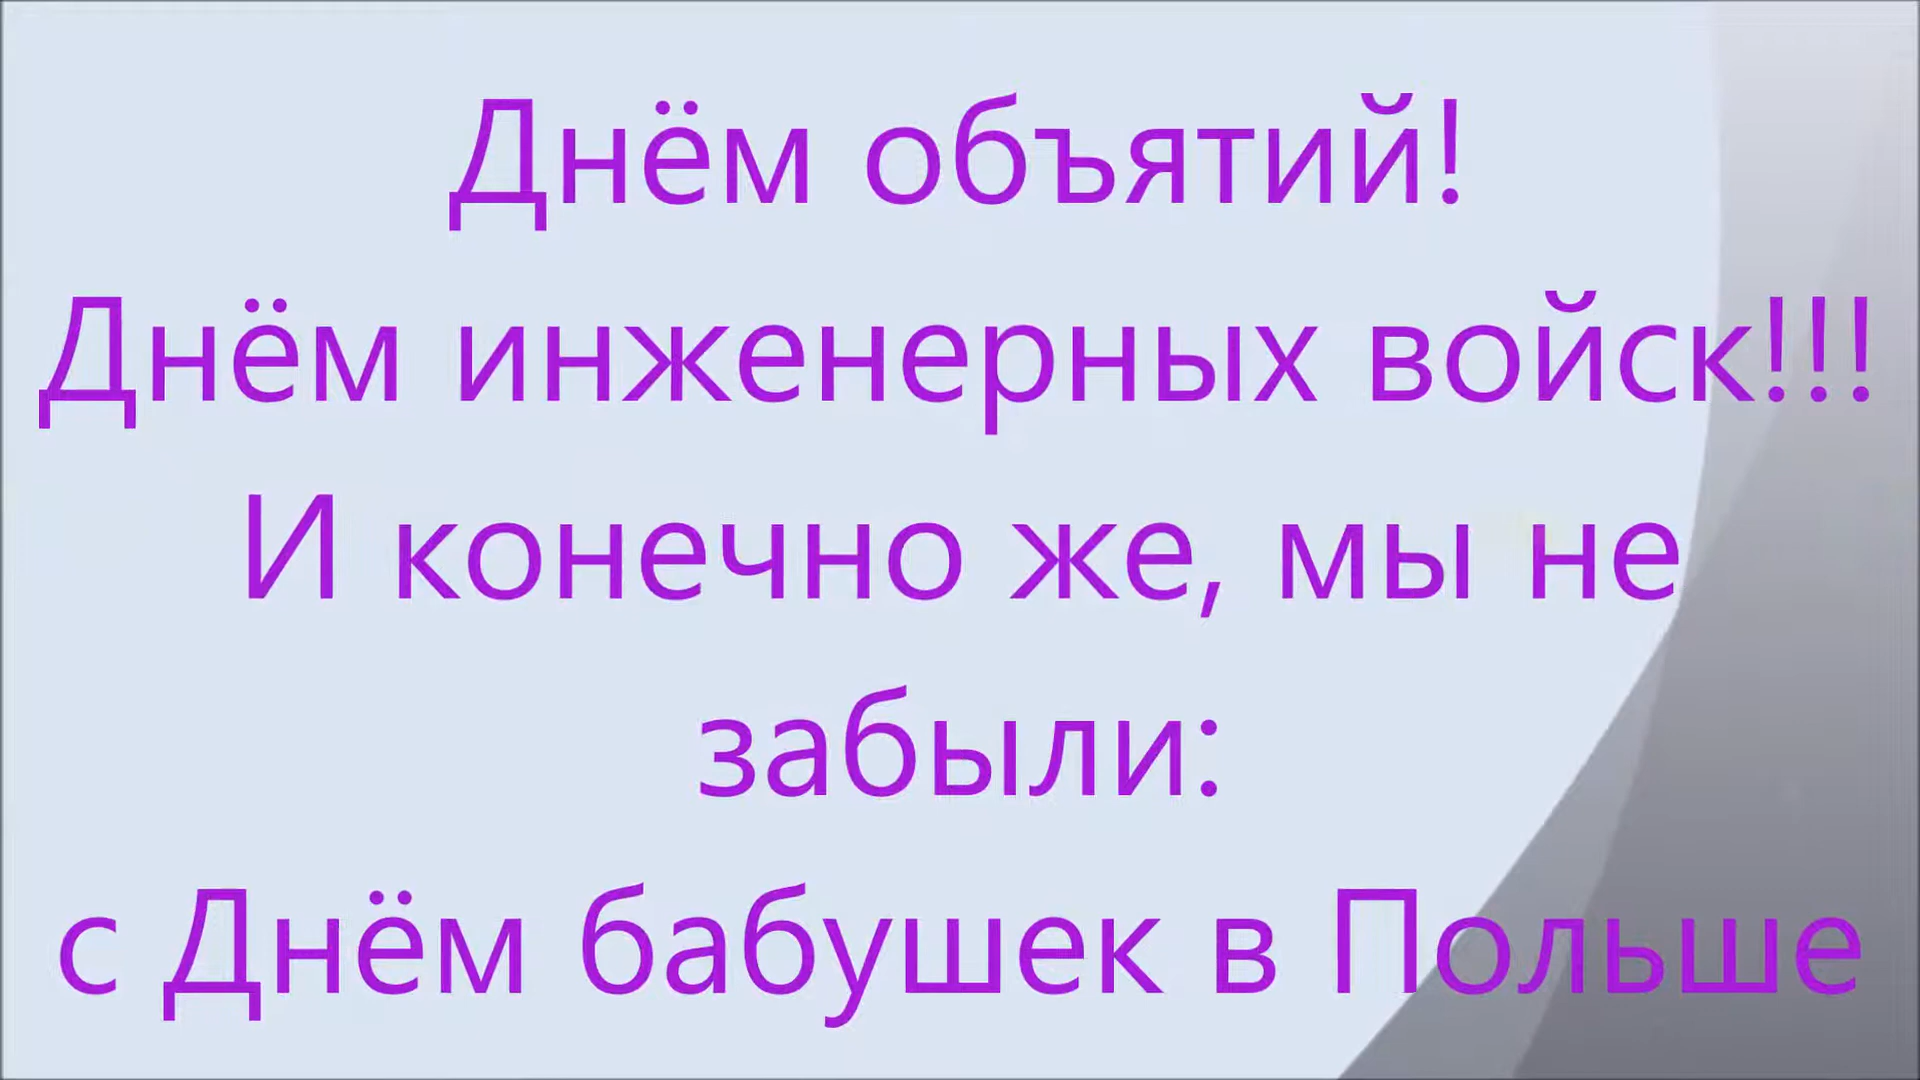 Днём объятий!
Днём инженерных войск!!!
И конечно же, мы не
забыли:
с Днём бабушек в Польше